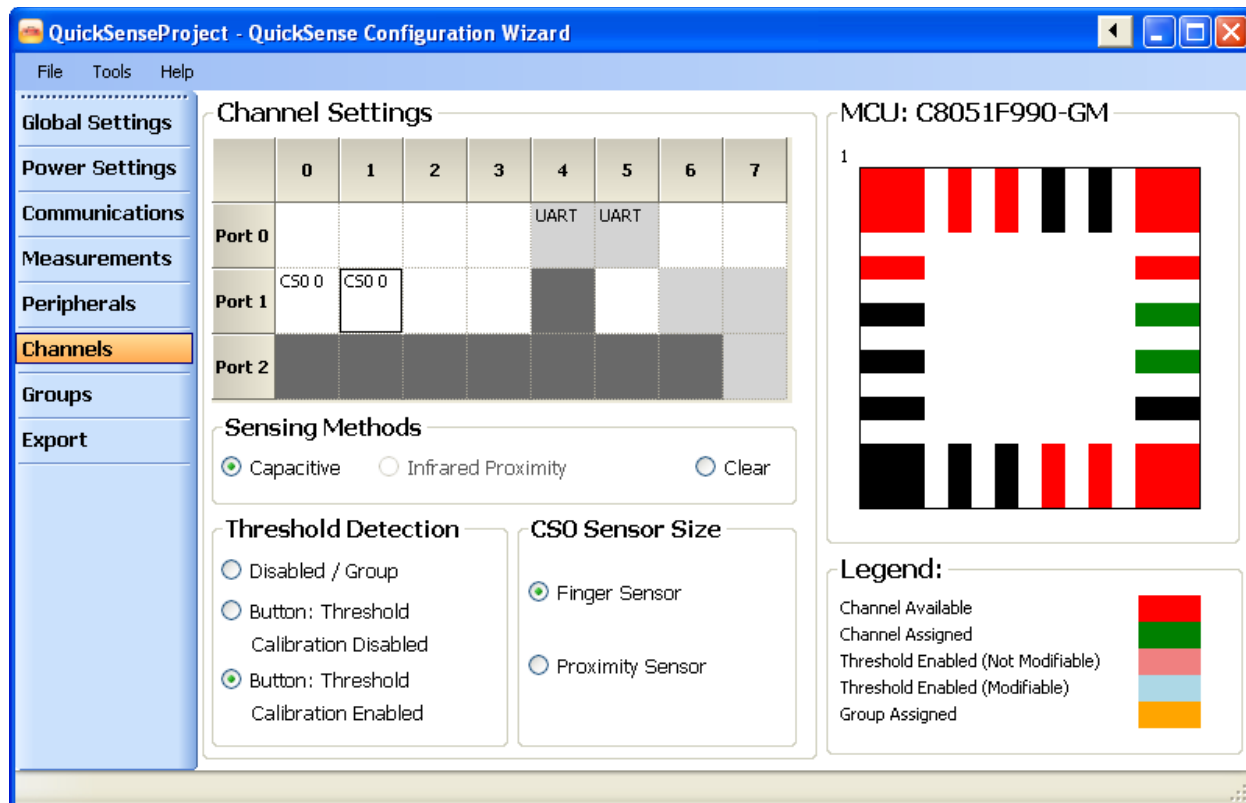 QuickSenseProject - QuickSense Configuration Wizard
File Tools Help
Global Settings
Power Settings
Communications
Measurements
Peripherals
Channels
Groups
Export
Channel Settings
0 1 2 3 4 5 6 7
Port 0 UART UART
Port 1 CS0 0 CS0 0
Port 2
Sensing Methods
Capacitive Infrared Proximity Clear
Threshold Detection
Disabled / Group
Button: Threshold
Calibration Disabled
Button: Threshold
Calibration Enabled
CS0 Sensor Size
Finger Sensor
Proximity Sensor
MCU: C8051F990-GM
1
Legend:
Channel Available
Channel Assigned
Threshold Enabled (Not Modifiable)
Threshold Enabled (Modifiable)
Group Assigned